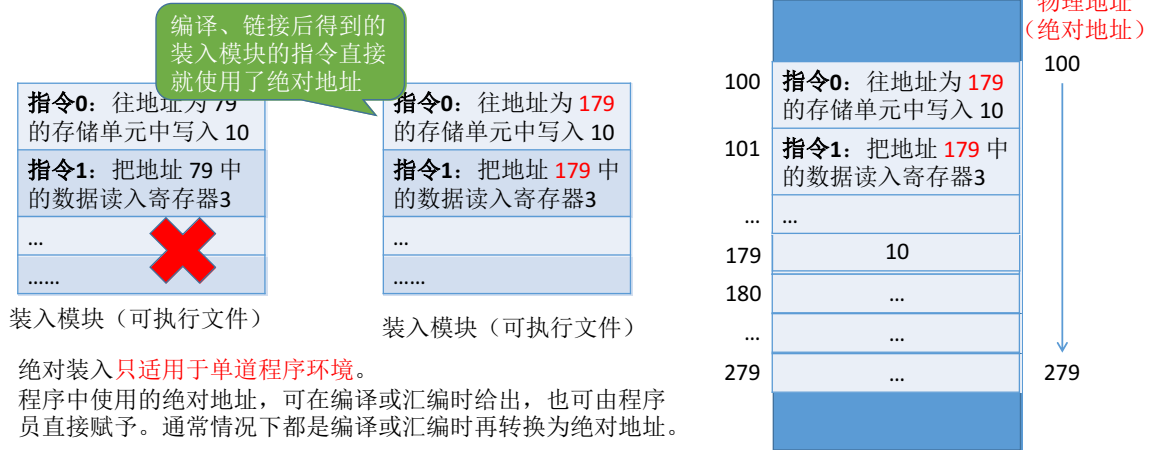 编译、链接后得到的
装入模块的指令直接
就使用了绝对地址
指令0：往地址为 79
的存储单元中写入 10
指令1：把地址 79 中
的数据读入寄存器3
…
……
装入模块（可执行文件）
指令0：往地址为 179
的存储单元中写入 10
指令1：把地址 179 中
的数据读入寄存器3
…
……
装入模块（可执行文件）
绝对装入只适用于单道程序环境。
程序中使用的绝对地址，可在编译或汇编时给出，也可由程序
员直接赋予。通常情况下都是编译或汇编时再转换为绝对地址。
物理地址
（绝对地址）
100
指令0：往地址为 179
的存储单元中写入 10
100
101
指令1：把地址 179 中
的数据读入寄存器3
… …
179 10
180 …
… …
279 … 279